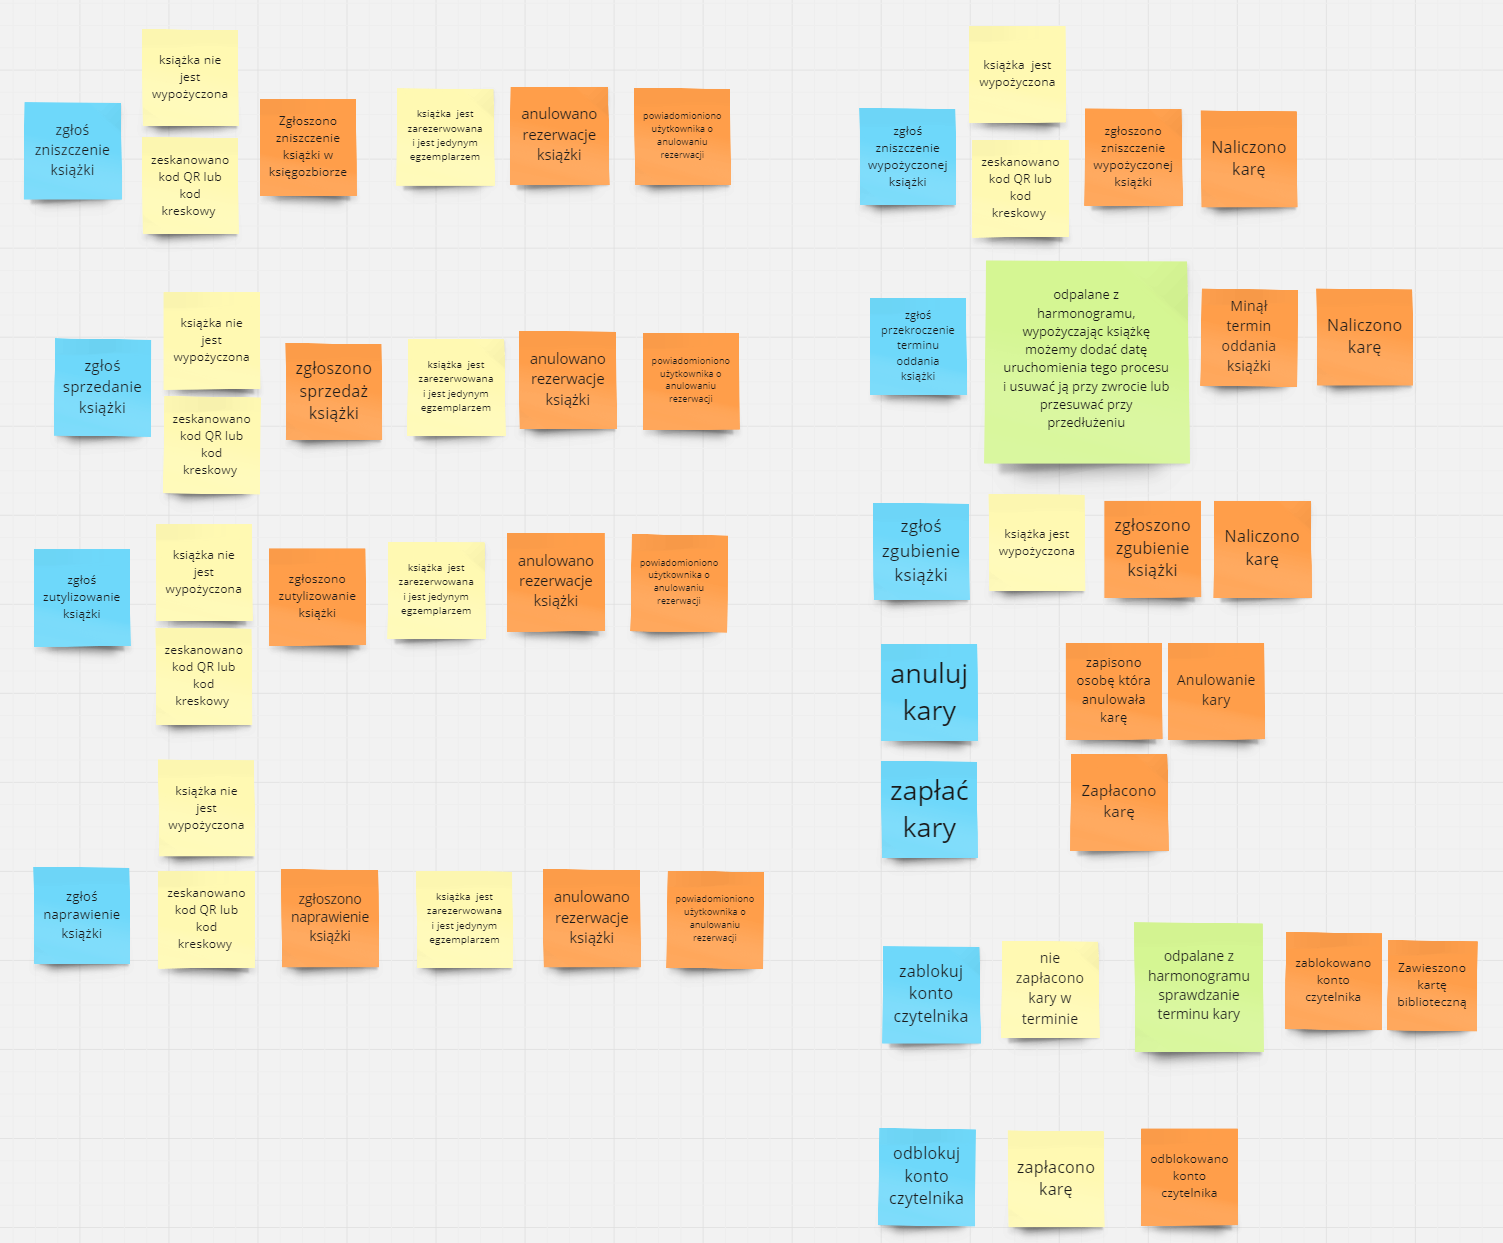 książka nie
jest
wypożyczona
zgłoś
zniszczenie
książki
zeskanowano
kod QR lub
kod
kreskowy
Zgłoszono
zniszczenie
książki w
księgozbiorze
książka  jest
zarezerwowana
i jest jedynym
egzemplarzem
anulowano
rezerwacje
książki
powiadomiono
użytkownika o
anulowaniu
rezerwacji
książka nie
jest
wypożyczona
zgłoś
sprzedanie
książki
zeskanowano
kod QR lub
kod
kreskowy
zgłoszono
sprzedaż
książki
książka  jest
zarezerwowana
i jest jedynym
egzemplarzem
anulowano
rezerwacje
książki
powiadomiono
użytkownika o
anulowaniu
rezerwacji
książka nie
jest
wypożyczona
zgłoś
zutylizowanie
książki
zeskanowano
kod QR lub
kod
kreskowy
zgłoszono
zutylizowanie
książki
książka  jest
zarezerwowana
i jest jedynym
egzemplarzem
anulowano
rezerwacje
książki
powiadomiono
użytkownika o
anulowaniu
rezerwacji
książka nie
jest
wypożyczona
zgłoś
naprawienie
książki
zeskanowano
kod QR lub
kod
kreskowy
zgłoszono
naprawienie
książki
książka  jest
zarezerwowana
i jest jedynym
egzemplarzem
anulowano
rezerwacje
książki
powiadomiono
użytkownika o
anulowaniu
rezerwacji
książka  jest
wypożyczona
zgłoś
zniszczenie
wypożyczonej
książki
zeskanowano
kod QR lub
kod
kreskowy
zgłoszono
zniszczenie
wypożyczonej
książki
Naliczono
karę
zgłoś
przekroczenie
terminu
oddania
książki
odpalane z
harmonogramu,
wypożyczając książkę
możemy dodać datę
uruchomienia tego procesu
i usuwać ją przy zwrocie lub
przesuwać przy
przedłużeniu
Minął
termin
oddania
książki
Naliczono
karę
zgłoś
zgubienie
książki
książka jest
wypożyczona
zgłoszono
zgubienie
książki
Naliczono
karę
anuluj
kary
zapisono
osobę która
anulowała
karę
Anulowanie
kary
zapłać
kary
Zapłacono
karę
zablokuj
konto
czytelnika
nie
zapłacono
kary w
terminie
odpalane z
harmonogramu
sprawdzanie
terminu kary
zablokowano
konto
czytelnika
Zawieszono
kartę
biblioteczną
odblokuj
konto
czytelnika
zapłacono
karę
odblokowano
konto
czytelnika